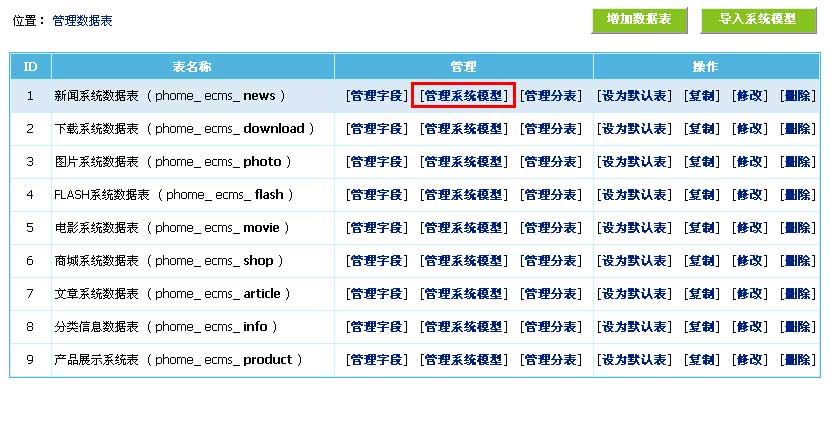 位置： 管理数据表 增加数据表 导入系统模型
ID 表名称 管理 操作
1 新闻系统数据表 ( phome_ ecms_ news ) [管理字段] [管理系统模型] [管理分表] [设为默认表] [复制] [修改] [删除]
2 下载系统数据表 ( phome_ ecms_ download ) [管理字段] [管理系统模型] [管理分表] [设为默认表] [复制] [修改] [删除]
3 图片系统数据表 ( phome_ ecms_ photo ) [管理字段] [管理系统模型] [管理分表] [设为默认表] [复制] [修改] [删除]
4 FLASH系统数据表 ( phome_ ecms_ flash ) [管理字段] [管理系统模型] [管理分表] [设为默认表] [复制] [修改] [删除]
5 电影系统数据表 ( phome_ ecms_ movie ) [管理字段] [管理系统模型] [管理分表] [设为默认表] [复制] [修改] [删除]
6 商城系统数据表 ( phome_ ecms_ shop ) [管理字段] [管理系统模型] [管理分表] [设为默认表] [复制] [修改] [删除]
7 文章系统数据表 ( phome_ ecms_ article ) [管理字段] [管理系统模型] [管理分表] [设为默认表] [复制] [修改] [删除]
8 分类信息数据表 ( phome_ ecms_ info ) [管理字段] [管理系统模型] [管理分表] [设为默认表] [复制] [修改] [删除]
9 产品展示系统表 ( phome_ ecms_ product ) [管理字段] [管理系统模型] [管理分表] [设为默认表] [复制] [修改] [删除]